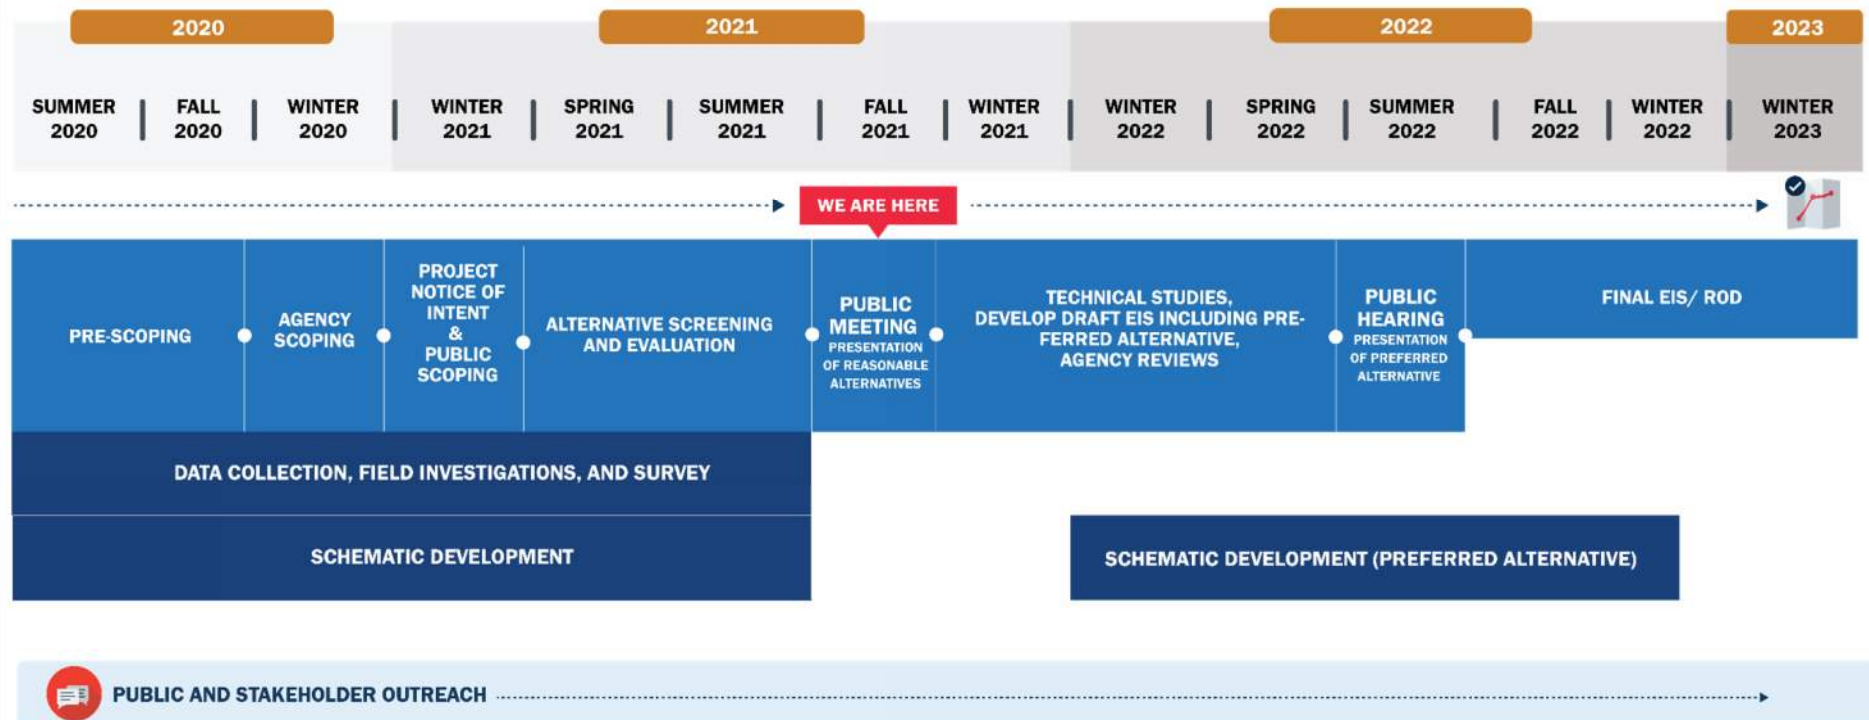 2020
2021
2022
2023
SUMMER
2020
FALL
2020
WINTER
2020
WINTER
2021
SPRING
2021
SUMMER
2021
FALL
2021
WINTER
2021
WINTER
2022
SPRING
2022
SUMMER
2022
FALL
2022
WINTER
2022
WINTER
2023
WE ARE HERE
PRE-SCOPING
AGENCY
SCOPING
PROJECT
NOTICE OF
INTENT
&
PUBLIC
SCOPING
ALTERNATIVE SCREENING
AND EVALUATION
PUBLIC
MEETING
PRESENTATION
OF REASONABLE
ALTERNATIVES
TECHNICAL STUDIES,
DEVELOP DRAFT EIS INCLUDING PRE-
FERRED ALTERNATIVE,
AGENCY REVIEWS
PUBLIC
HEARING
PRESENTATION
OF PREFERRED
ALTERNATIVE
FINAL EIS/ ROD
DATA COLLECTION, FIELD INVESTIGATIONS, AND SURVEY
SCHEMATIC DEVELOPMENT
SCHEMATIC DEVELOPMENT (PREFERRED ALTERNATIVE)
PUBLIC AND STAKEHOLDER OUTREACH